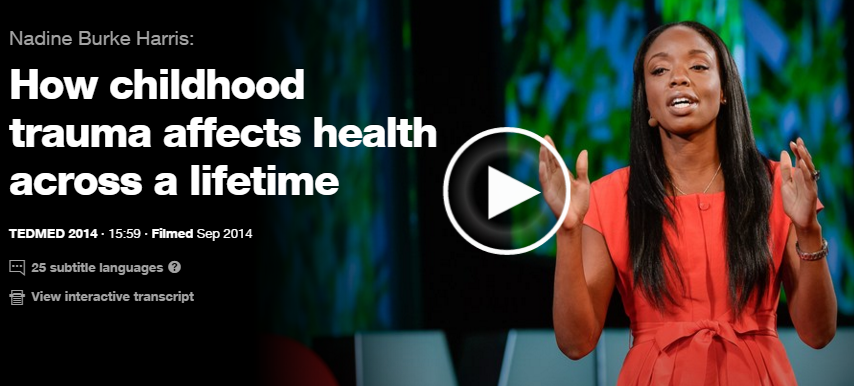 Nadine Burke Harris:
How childhood
trauma affects health
across a lifetime
TEDMED 2014 · 15:59 · Filmed Sep 2014
25 subtitle languages ?
View interactive transcript